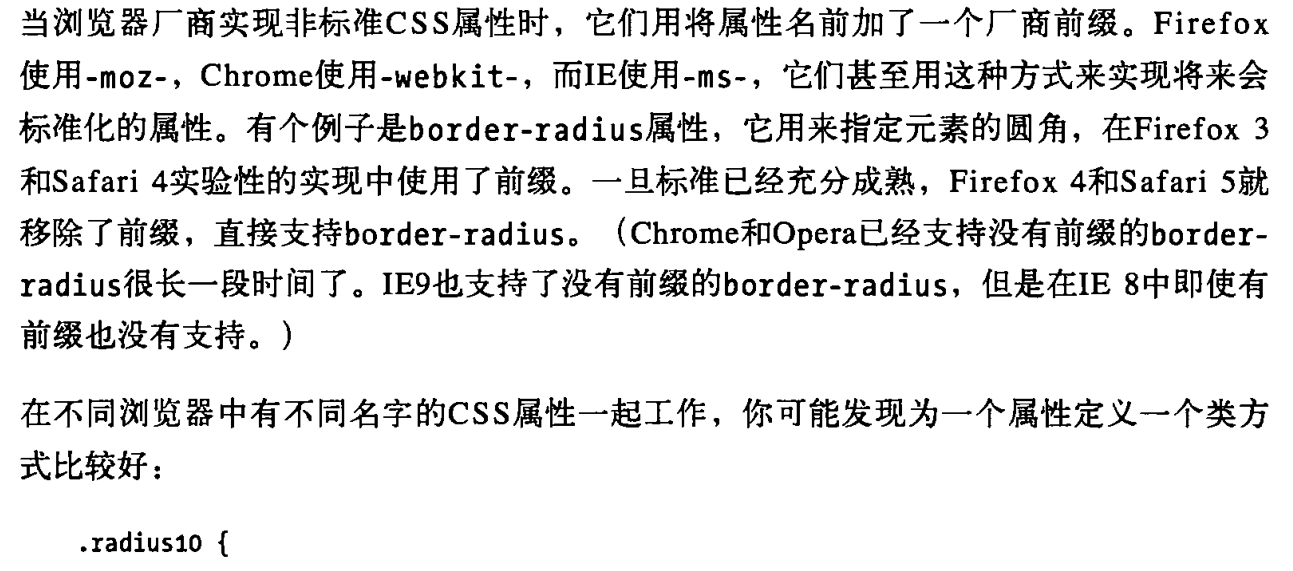 当浏览器厂商实现非标准CSS属性时，它们用将属性名前加了一个厂商前缀。Firefox
使用-moz-，Chrome使用-webkit-，而IE使用-ms-，它们甚至用这种方式来实现将来会
标准化的属性。有个例子是border-radius属性，它用来指定元素的圆角，在Firefox 3
和Safari 4实验性的实现中使用了前缀。一旦标准已经充分成熟，Firefox 4和Safari 5就
移除了前缀，直接支持border-radius。（Chrome和Opera已经支持没有前缀的border-
radius很长一段时间了。IE9也支持了没有前缀的border-radius，但是在IE 8中即使有
前缀也没有支持。）
在不同浏览器中有不同名字的CSS属性一起工作，你可能发现为一个属性定义一个类方
式比较好：
.radius10 {